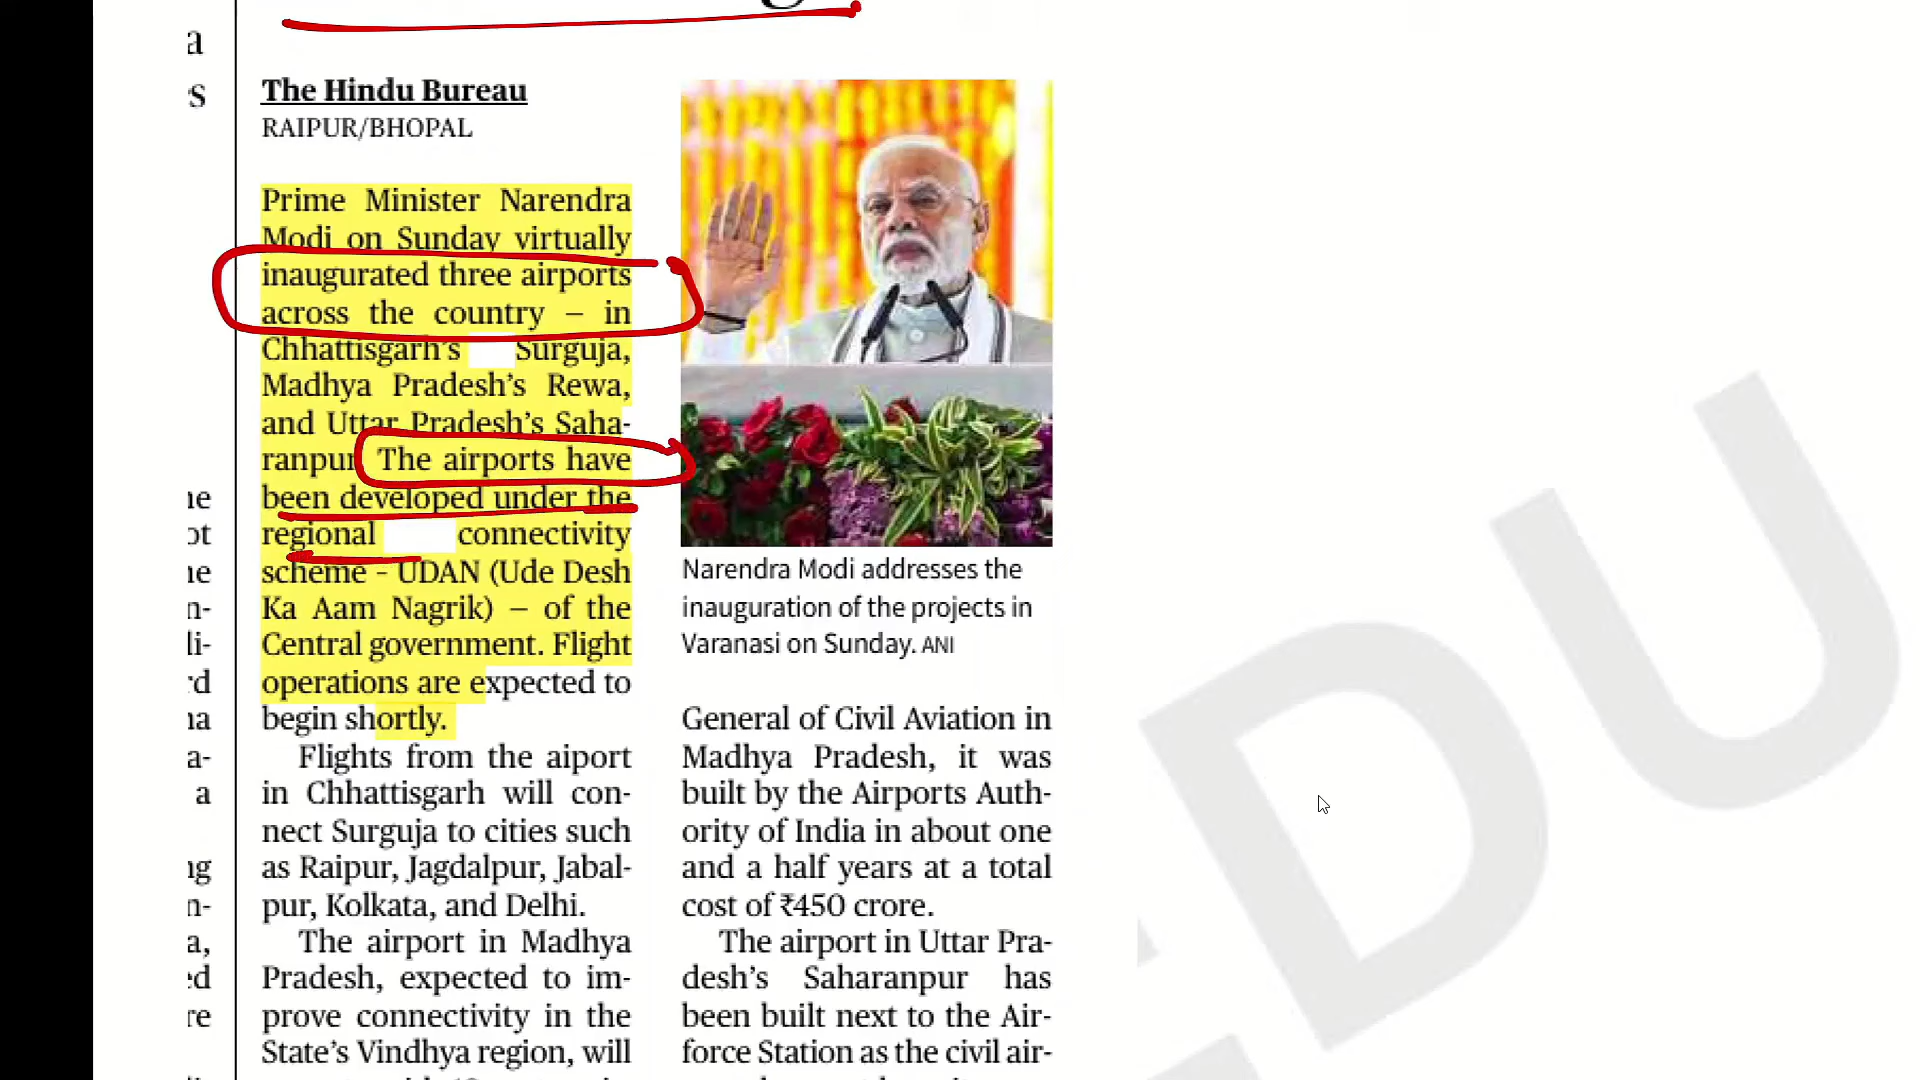 a
s
The Hindu Bureau
RAIPUR/BHOPAL
Prime Minister Narendra
Modi on Sunday virtually
inaugurated three airports
across the country – in
Chhattisgarh's Surguja,
Madhya Pradesh's Rewa,
and Uttar Pradesh's Saha-
ranpur. The airports have
been developed under the
regional connectivity
scheme - UDAN (Ude Desh
Ka Aam Nagrik) – of the
Central government. Flight
operations are expected to
begin shortly.
Flights from the aiport
in Chhattisgarh will con-
nect Surguja to cities such
as Raipur, Jagdalpur, Jabal-
pur, Kolkata, and Delhi.
The airport in Madhya
Pradesh, expected to im-
prove connectivity in the
State's Vindhya region, will
Narendra Modi addresses the
inauguration of the projects in
Varanasi on Sunday. ANI
General of Civil Aviation in
Madhya Pradesh, it was
built by the Airports Auth-
ority of India in about one
and a half years at a total
cost of ₹450 crore.
The airport in Uttar Pra-
desh's Saharanpur has
been built next to the Air-
force Station as the civil air-
EDU